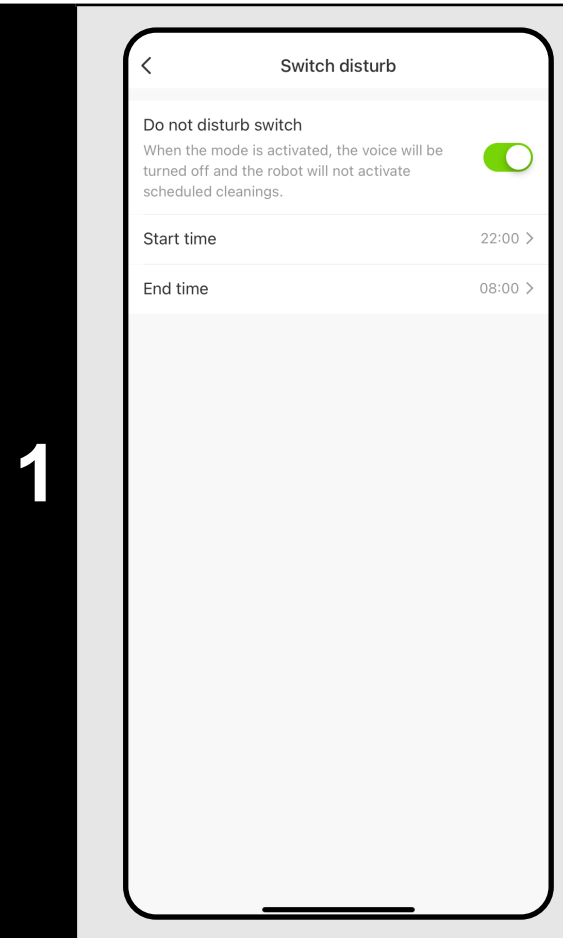 1
Switch disturb
Do not disturb switch
When the mode is activated, the voice will be
turned off and the robot will not activate
scheduled cleanings.
Start time 22:00
End time 08:00